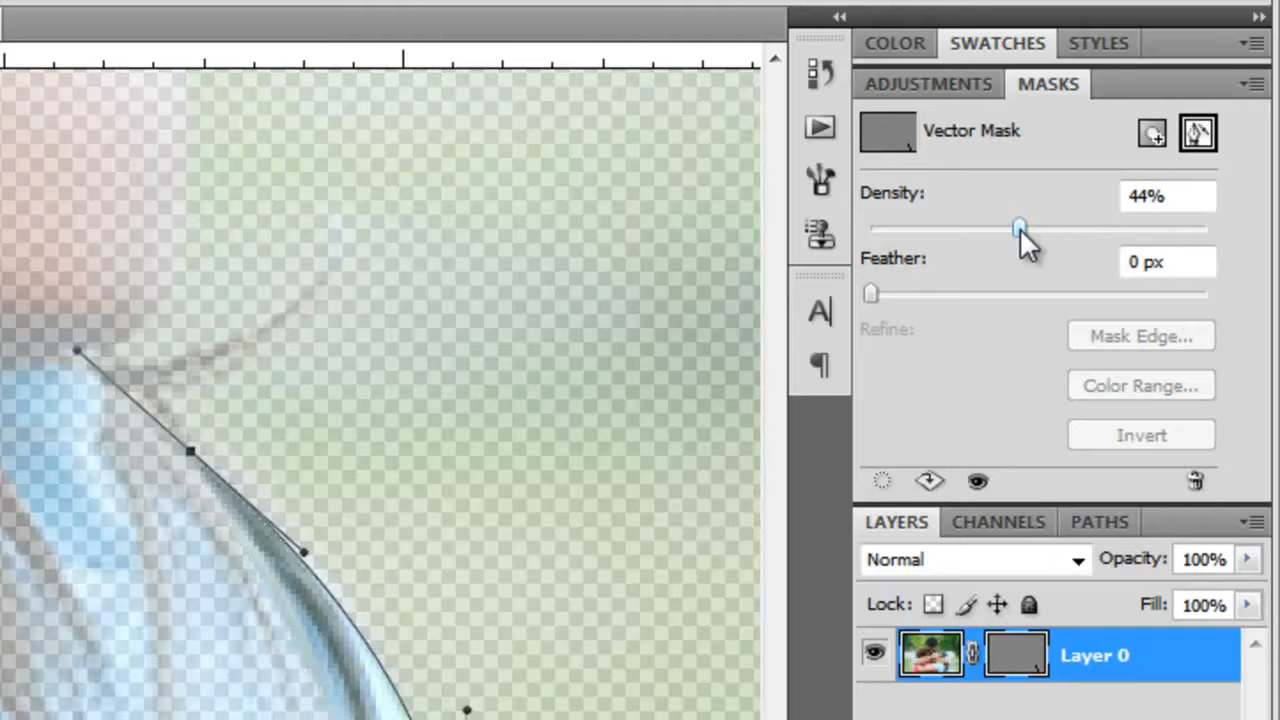 COLOR SWATCHES STYLES
ADJUSTMENTS MASKS
Vector Mask
Density: 44%
Feather: 0 px
Refine: Mask Edge...
Color Range...
Invert
LAYERS CHANNELS PATHS
Normal Opacity: 100%
Lock: Fill: 100%
Layer 0